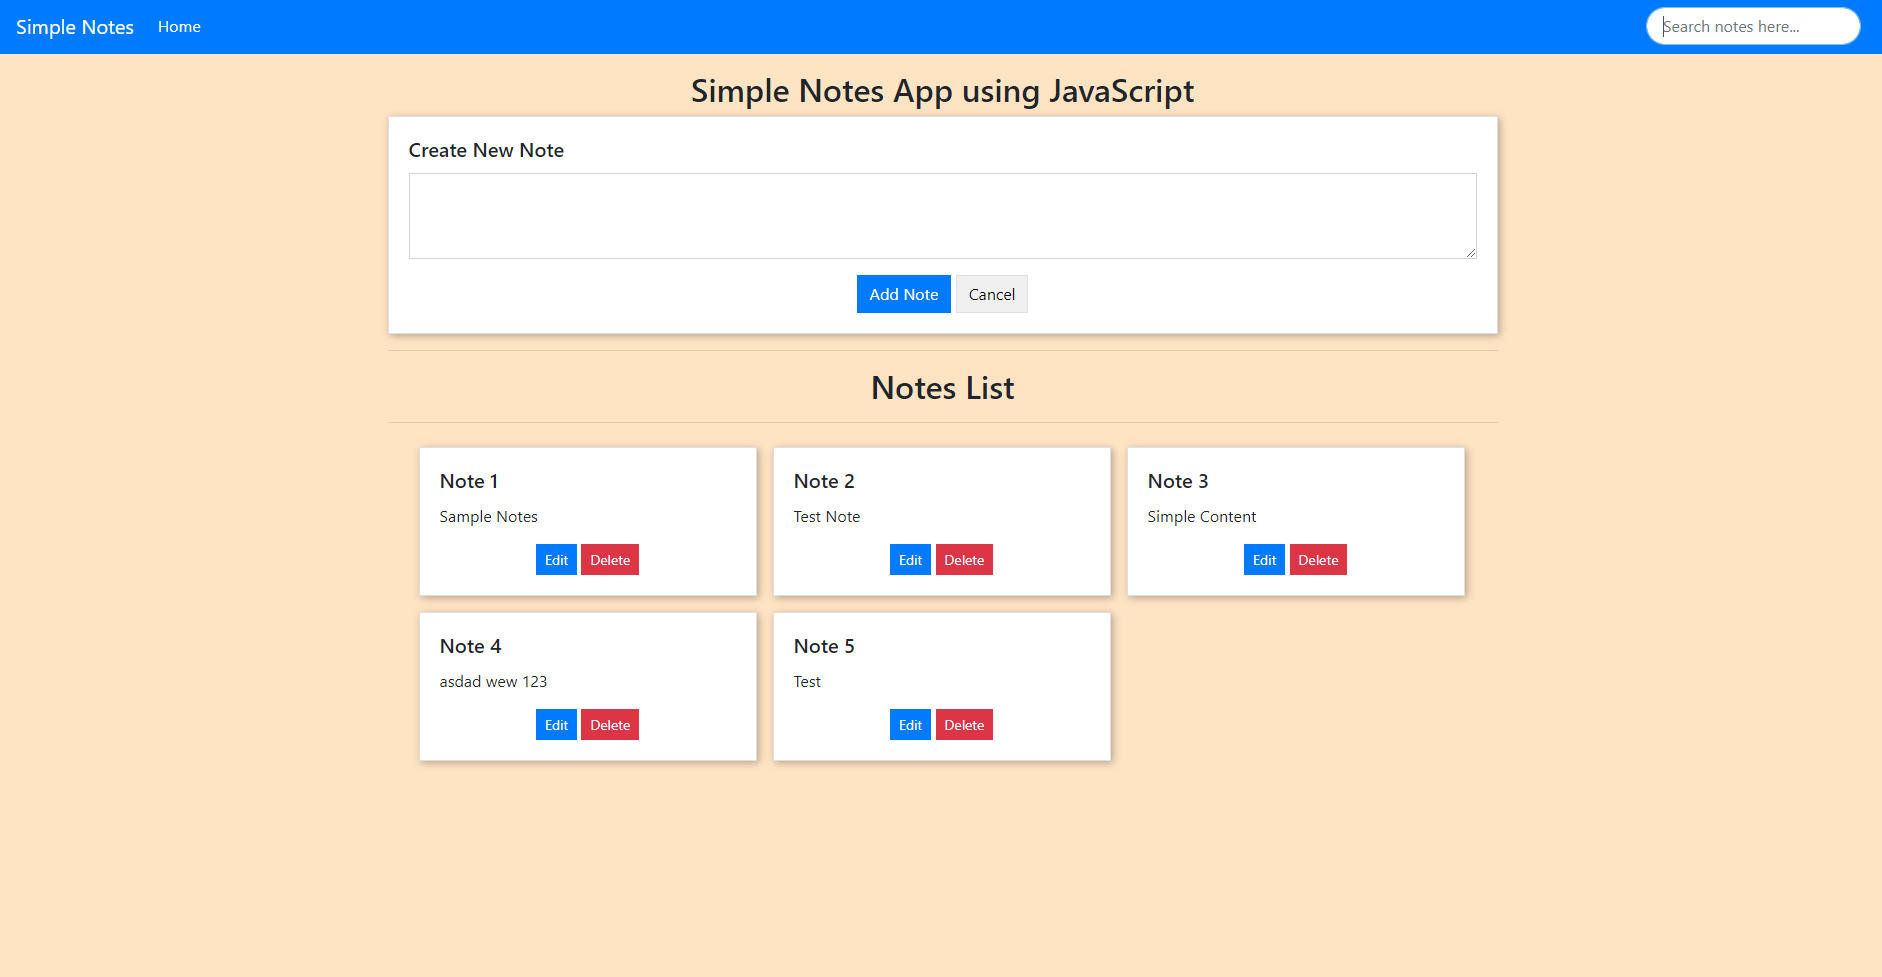 Simple Notes Home Search notes here...
Simple Notes App using JavaScript
Create New Note
Add Note Cancel
Notes List
Note 1 Note 2 Note 3
Sample Notes Test Note Simple Content
Edit Delete Edit Delete Edit Delete
Note 4 Note 5
asdad wew 123 Test
Edit Delete Edit Delete